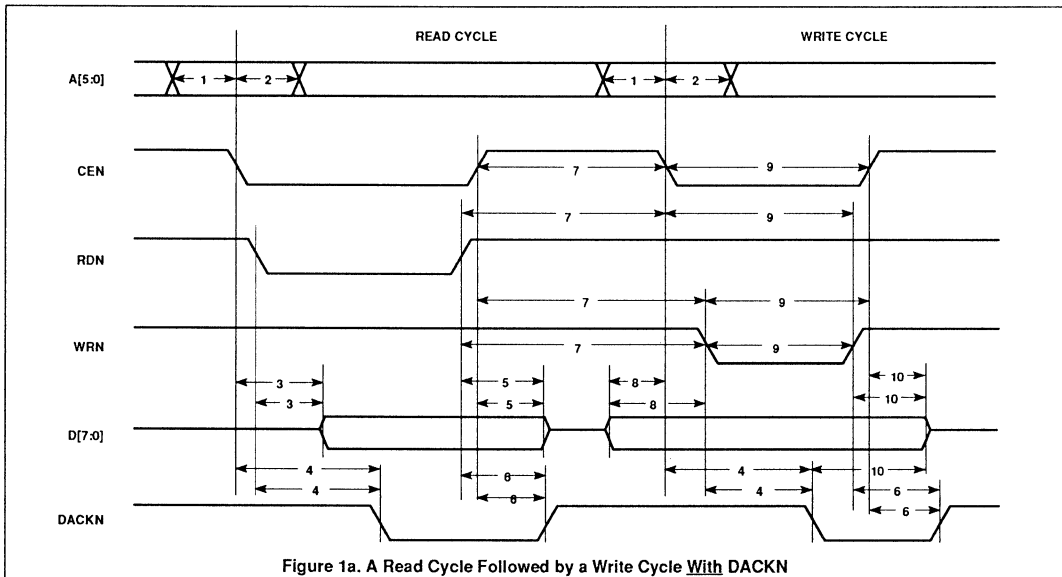 READ CYCLE WRITE CYCLE
A[5:0] 1 2 1 2
CEN 7 9
7 9
RDN
7 9
WRN 7 9
3 5 8 10
3 5 8 10
D[7:0]
4 6 4 10
4 6 4 6
6
DACKN
Figure 1a. A Read Cycle Followed by a Write Cycle With DACKN